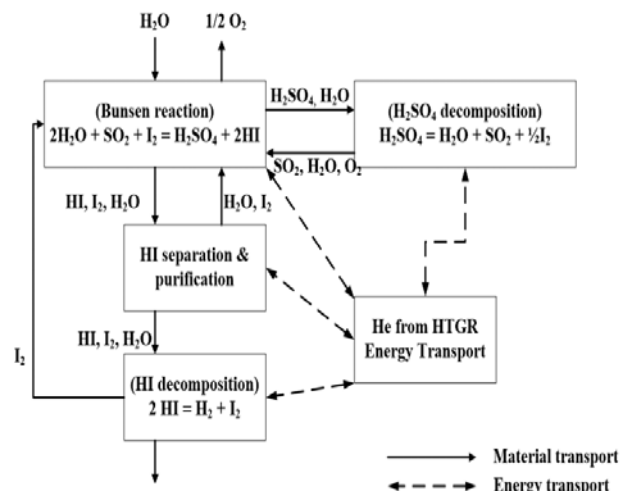 H₂O
1/2 O₂
(Bunsen reaction)
2H₂O + SO₂ + I₂ = H₂SO₄ + 2HI
H₂SO₄, H₂O
(H₂SO₄ decomposition)
H₂SO₄ = H₂O + SO₂ + ½I₂
SO₂, H₂O, O₂
HI, I₂, H₂O
H₂O, I₂
HI separation &
purification
He from HTGR
Energy Transport
HI, I₂, H₂O
I₂
(HI decomposition)
2 HI = H₂ + I₂
Material transport
Energy transport